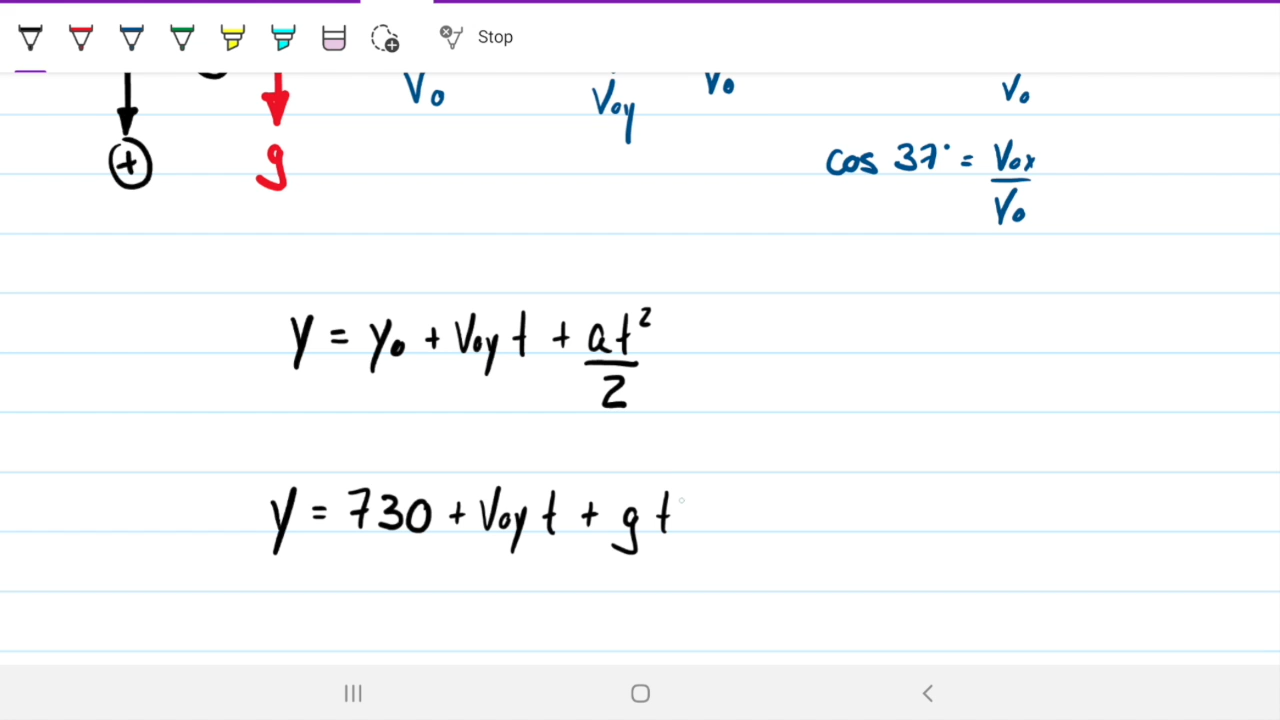 Stop
V₀
V₀y
V₀
V₀
+
g
cos 37° = V₀x / V₀
y = y₀ + V₀y t + at² / 2
y = 730 + V₀y t + g t